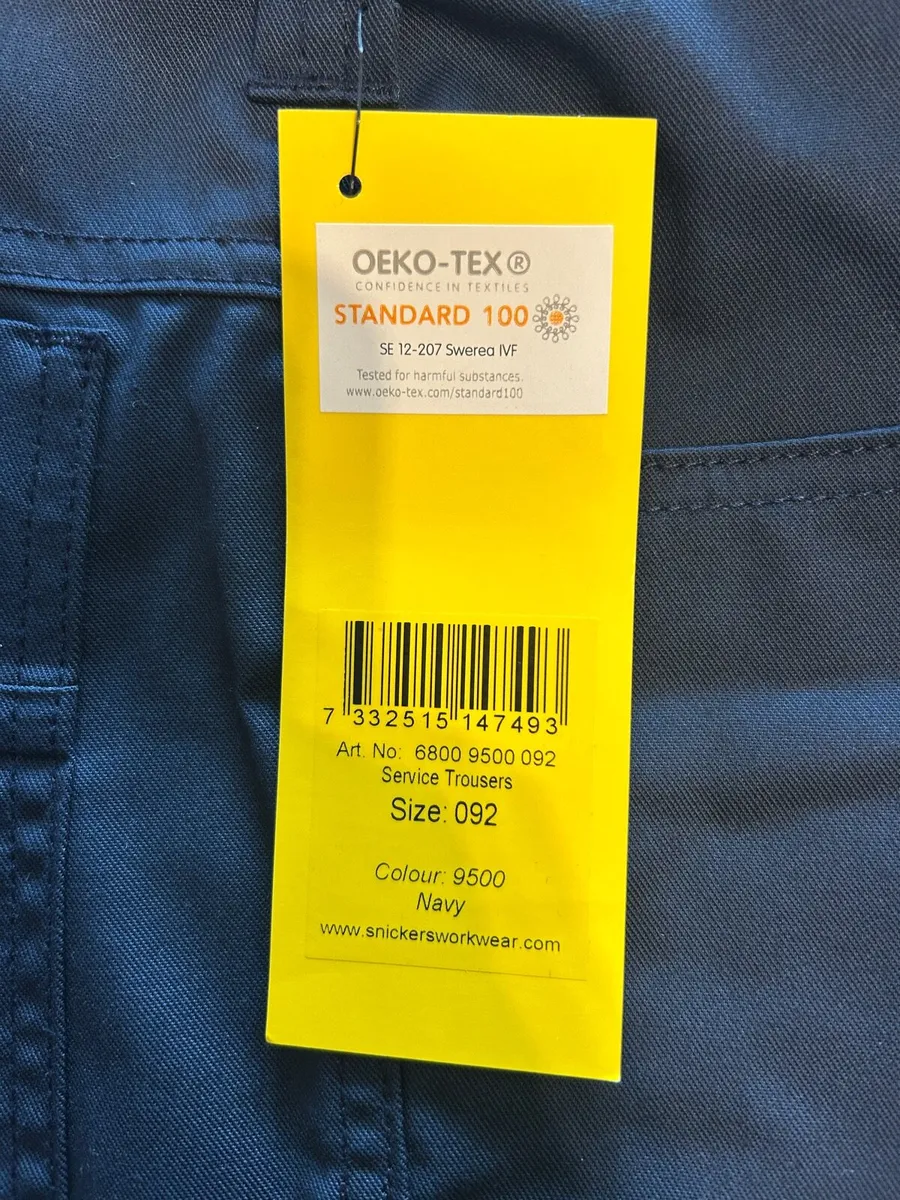 OEKO-TEX®
CONFIDENCE IN TEXTILES
STANDARD 100
SE 12-207 Swerea IVF
Tested for harmful substances.
www.oeko-tex.com/standard100
7 332515 147493
Art. No: 6800 9500 092
Service Trousers
Size: 092
Colour: 9500
Navy
www.snickersworkwear.com